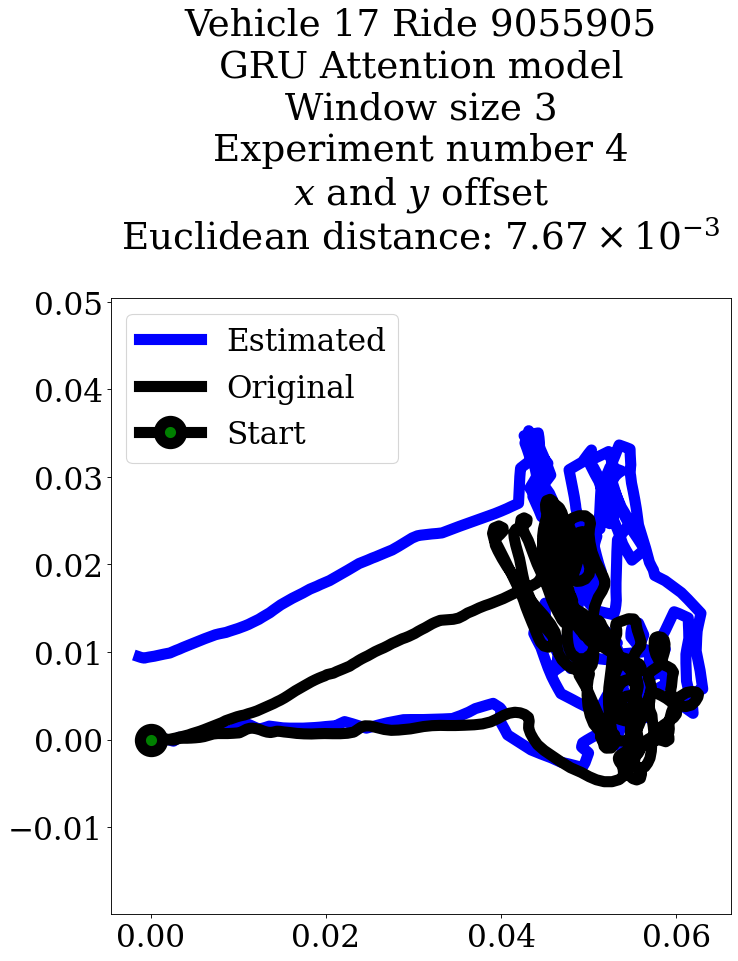 Vehicle 17 Ride 9055905
GRU Attention model
Window size 3
Experiment number 4
x and y offset
Euclidean distance: 7.67 × 10⁻³
0.05
0.04
0.03
0.02
0.01
0.00
−0.01
Estimated
Original
Start
0.00 0.02 0.04 0.06